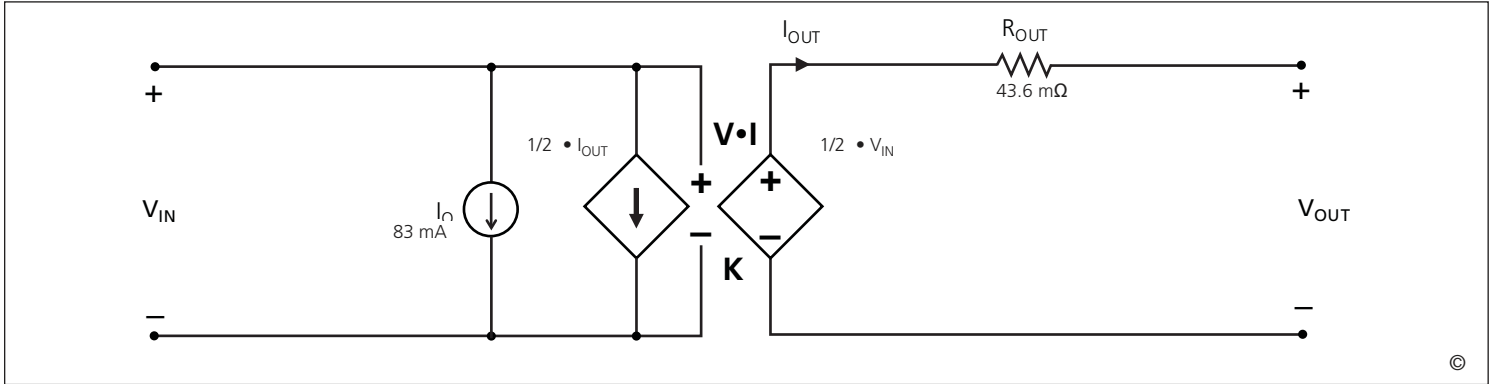 I_OUT
R_OUT
43.6 mΩ
+
+
V•I
1/2 • I_OUT
1/2 • V_IN
+
+
V_IN
I_Q
83 mA
V_OUT
–
–
K
–
–
©